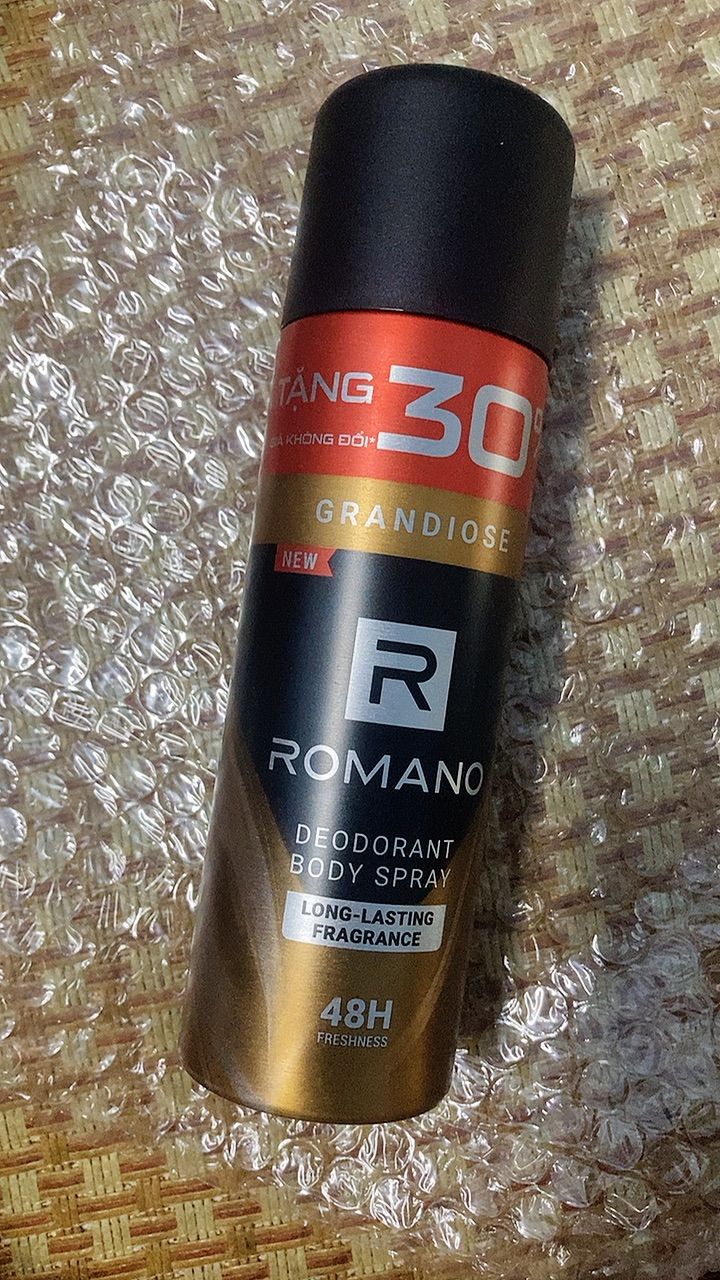 TẶNG 30%
GIÁ KHÔNG ĐỔI*
GRANDIOSE
NEW
R
ROMANO
DEODORANT
BODY SPRAY
LONG-LASTING
FRAGRANCE
48H
FRESHNESS